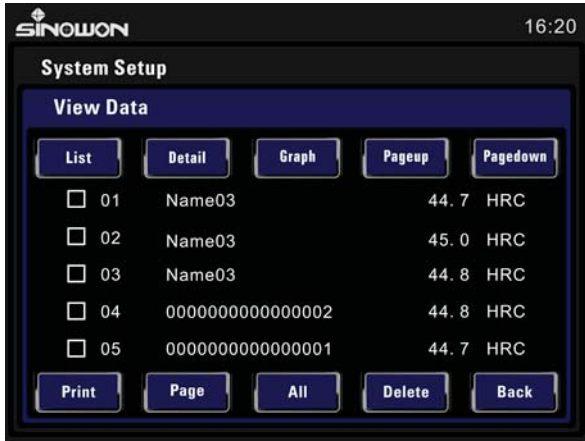 SINOWON 16:20
System Setup
View Data
List Detail Graph Pageup Pagedown
01 Name03 44.7 HRC
02 Name03 45.0 HRC
03 Name03 44.8 HRC
04 0000000000000002 44.8 HRC
05 0000000000000001 44.7 HRC
Print Page All Delete Back